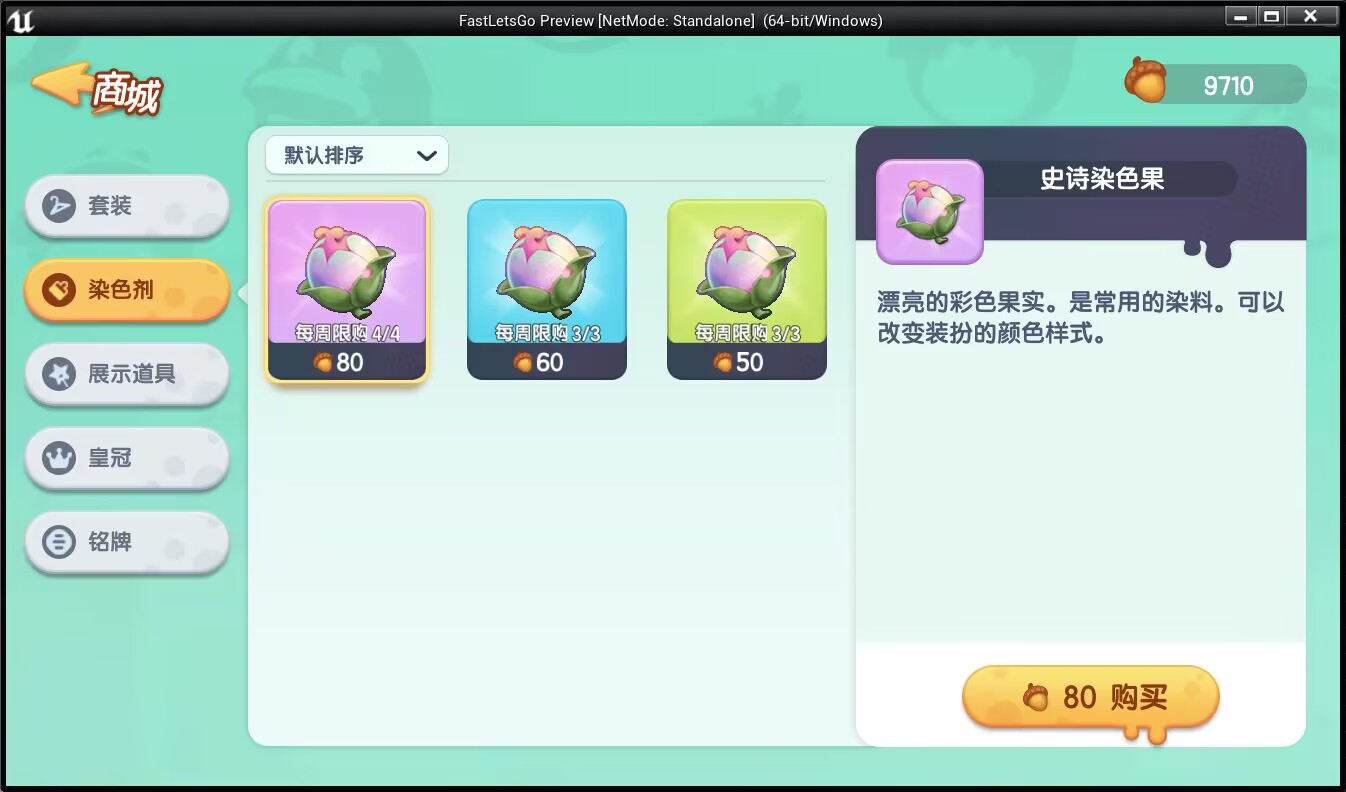 FastLetsGo Preview [NetMode: Standalone] (64-bit/Windows)
商城
9710
默认排序
套装
染色剂
展示道具
皇冠
铭牌
每周限购 4/4
80
每周限购 3/3
60
每周限购 3/3
50
史诗染色果
漂亮的彩色果实。是常用的染料。可以
改变装扮的颜色样式。
80 购买